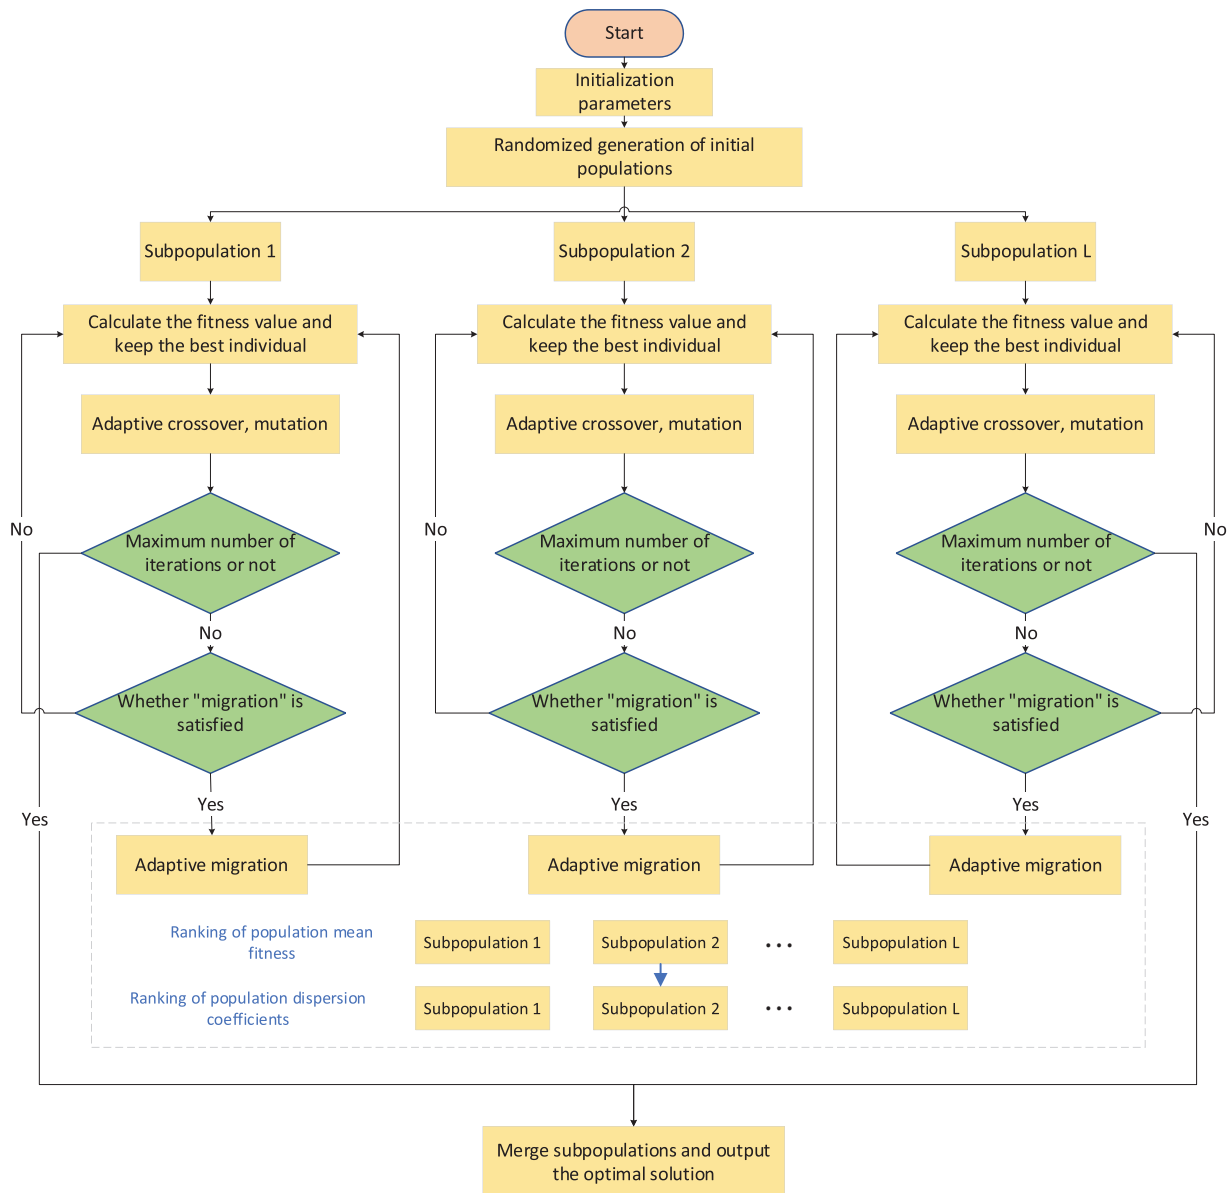 Start
Initialization
parameters
Randomized generation of initial
populations
Subpopulation 1
Subpopulation 2
Subpopulation L
Calculate the fitness value and
keep the best individual
Calculate the fitness value and
keep the best individual
Calculate the fitness value and
keep the best individual
Adaptive crossover, mutation
Adaptive crossover, mutation
Adaptive crossover, mutation
No
Maximum number of
iterations or not
No
Maximum number of
iterations or not
Maximum number of
iterations or not
No
No
No
No
Whether "migration" is
satisfied
Whether "migration" is
satisfied
Whether "migration" is
satisfied
Yes
Yes
Yes
Yes
Yes
Adaptive migration
Adaptive migration
Adaptive migration
Ranking of population mean
fitness
Subpopulation 1
Subpopulation 2
...
Subpopulation L
Ranking of population dispersion
coefficients
Subpopulation 1
Subpopulation 2
...
Subpopulation L
Merge subpopulations and output
the optimal solution